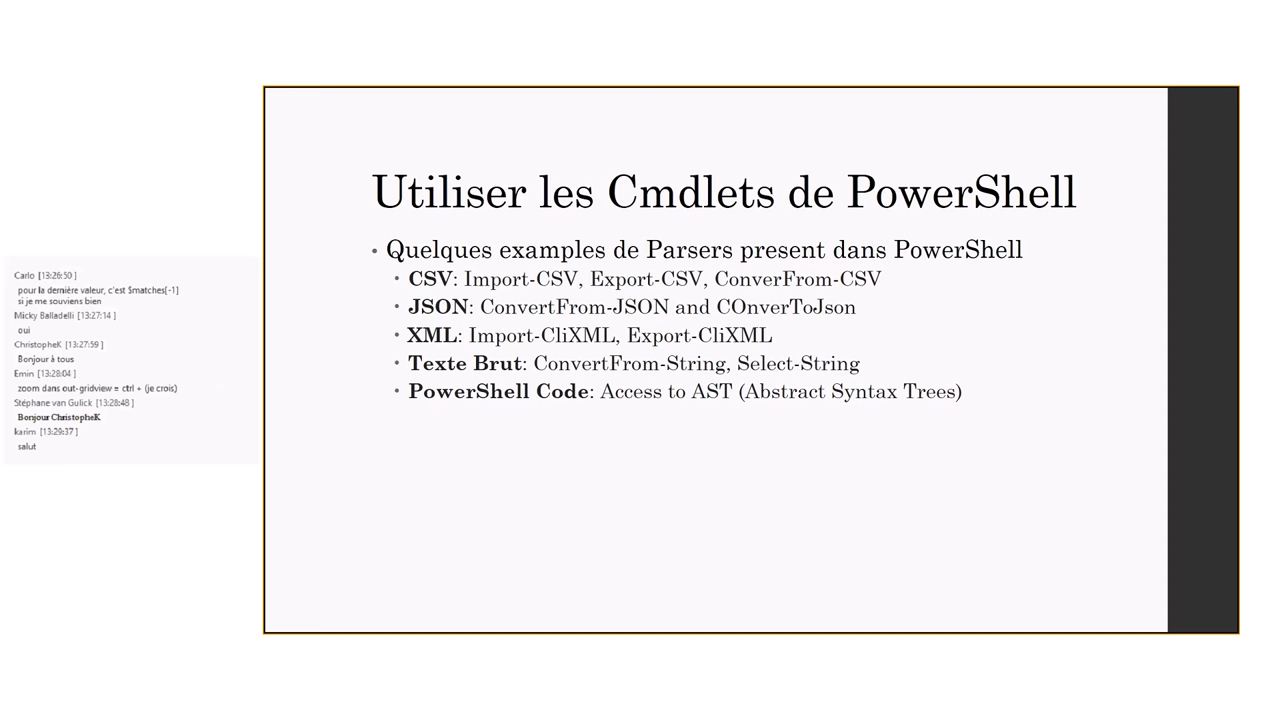 Carlo [13:26:50 ]
pour la dernière valeur, c'est $matches[-1]
si je me souviens bien
Micky Balladelli [13:27:14 ]
oui
ChristopheK [13:27:59 ]
Bonjour à tous
Emin [13:28:04 ]
zoom dans out-gridview = ctrl + (je crois)
Stéphane van Gulick [13:28:48 ]
Bonjour ChristopheK
karim [13:29:37 ]
salut
Utiliser les Cmdlets de PowerShell
• Quelques examples de Parsers present dans PowerShell
• CSV: Import-CSV, Export-CSV, ConverFrom-CSV
• JSON: ConvertFrom-JSON and COnverToJson
• XML: Import-CliXML, Export-CliXML
• Texte Brut: ConvertFrom-String, Select-String
• PowerShell Code: Access to AST (Abstract Syntax Trees)